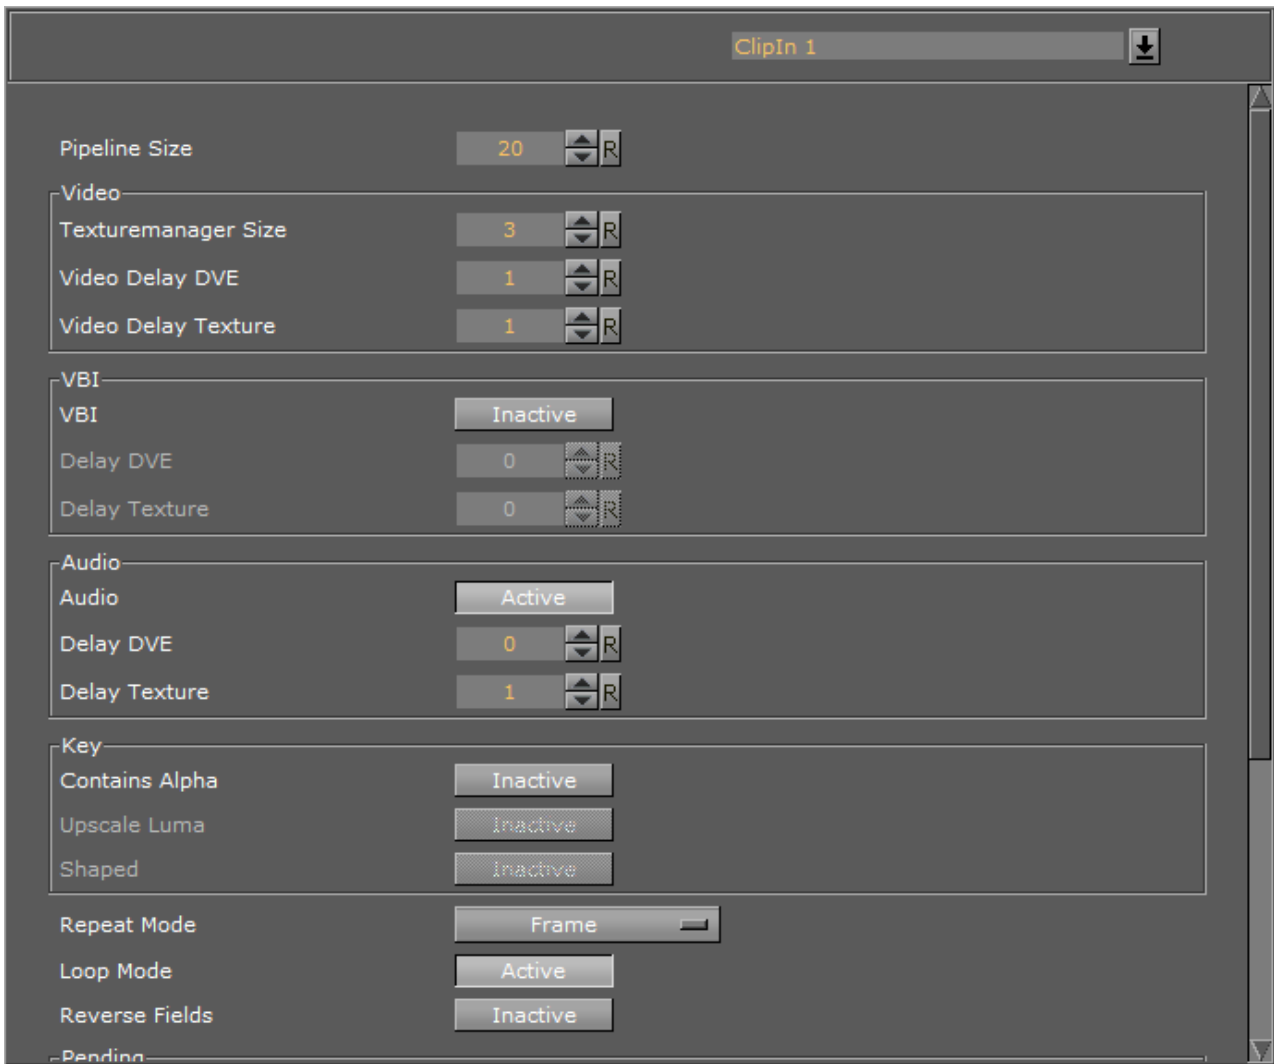 ClipIn 1
Pipeline Size 20 R
Video
Texturemanager Size 3 R
Video Delay DVE 1 R
Video Delay Texture 1 R
VBI
VBI Inactive
Delay DVE 0 R
Delay Texture 0 R
Audio
Audio Active
Delay DVE 0 R
Delay Texture 1 R
Key
Contains Alpha Inactive
Upscale Luma Inactive
Shaped Inactive
Repeat Mode Frame
Loop Mode Active
Reverse Fields Inactive
Pending